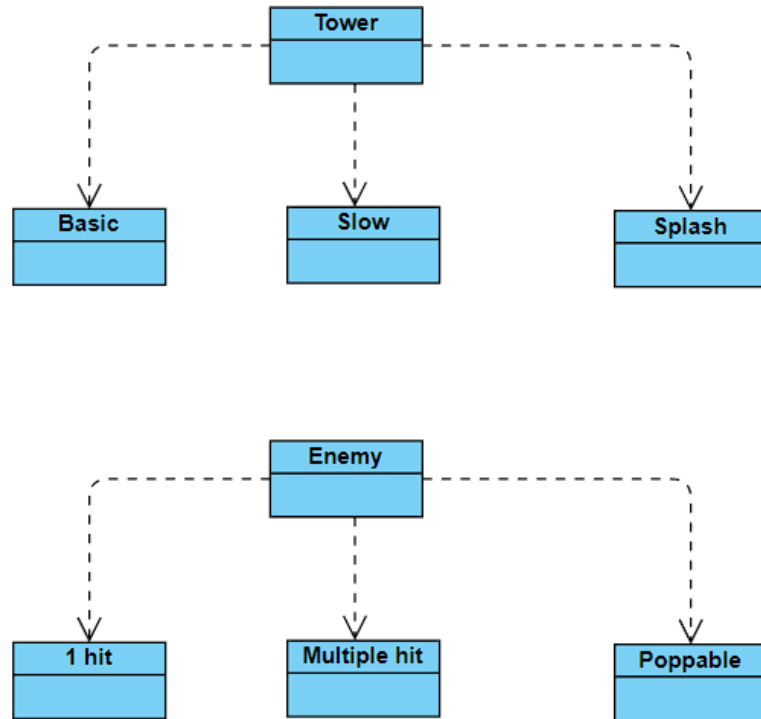 Tower
Basic
Slow
Splash
Enemy
1 hit
Multiple hit
Poppable